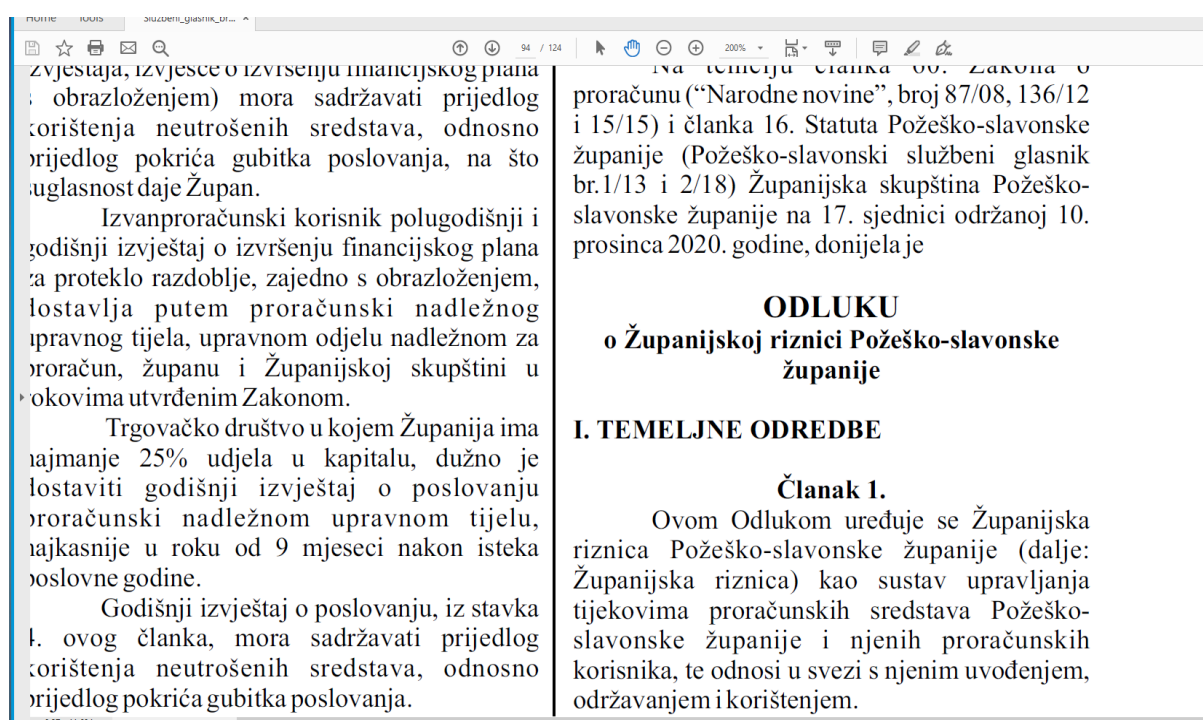 Home Tools Sluzbeni_glasnik_br... ×
94 / 124 200%
izvještaja, izvješće o izvršenju financijskog plana
obrazloženjem) mora sadržavati prijedlog
korištenja neutrošenih sredstava, odnosno
prijedlog pokrića gubitka poslovanja, na što
suglasnost daje Župan.
Izvanproračunski korisnik polugodišnji i
godišnji izvještaj o izvršenju financijskog plana
za proteklo razdoblje, zajedno s obrazloženjem,
dostavlja putem proračunski nadležnog
upravnog tijela, upravnom odjelu nadležnom za
proračun, županu i Županijskoj skupštini u
rokovima utvrđenim Zakonom.
Trgovačko društvo u kojem Županija ima
najmanje 25% udjela u kapitalu, dužno je
dostaviti godišnji izvještaj o poslovanju
proračunski nadležnom upravnom tijelu,
najkasnije u roku od 9 mjeseci nakon isteka
poslovne godine.
Godišnji izvještaj o poslovanju, iz stavka
4. ovog članka, mora sadržavati prijedlog
korištenja neutrošenih sredstava, odnosno
prijedlog pokrića gubitka poslovanja.
Na temelju članka Zakona o
proračunu (“Narodne novine”, broj 87/08, 136/12
i 15/15) i članka 16. Statuta Požeško-slavonske
županije (Požeško-slavonski službeni glasnik
br.1/13 i 2/18) Županijska skupština Požeško-
slavonske županije na 17. sjednici održanoj 10.
prosinca 2020. godine, donijela je
ODLUKU
o Županijskoj riznici Požeško-slavonske
županije
I. TEMELJNE ODREDBE
Članak 1.
Ovom Odlukom uređuje se Županijska
riznica Požeško-slavonske županije (dalje:
Županijska riznica) kao sustav upravljanja
tijekovima proračunskih sredstava Požeško-
slavonske županije i njenih proračunskih
korisnika, te odnosi u svezi s njenim uvođenjem,
održavanjem i korištenjem.